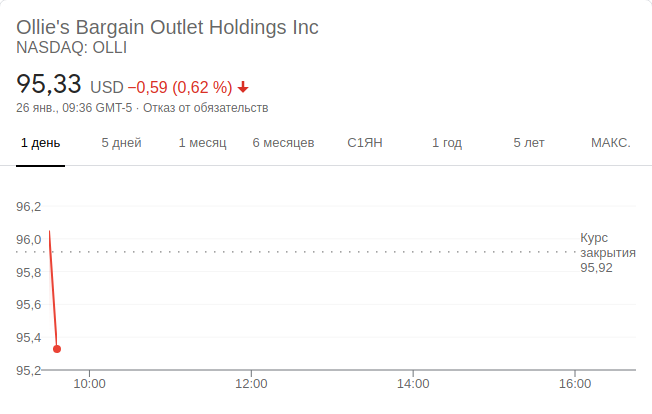 Ollie's Bargain Outlet Holdings Inc
NASDAQ: OLLI
95,33 USD −0,59 (0,62 %)
26 янв., 09:36 GMT-5 · Отказ от обязательств
1 день 5 дней 1 месяц 6 месяцев С1ЯН 1 год 5 лет МАКС.
96,2
96,0
95,8
95,6
95,4
95,2
Курс
закрытия
95,92
10:00 12:00 14:00 16:00